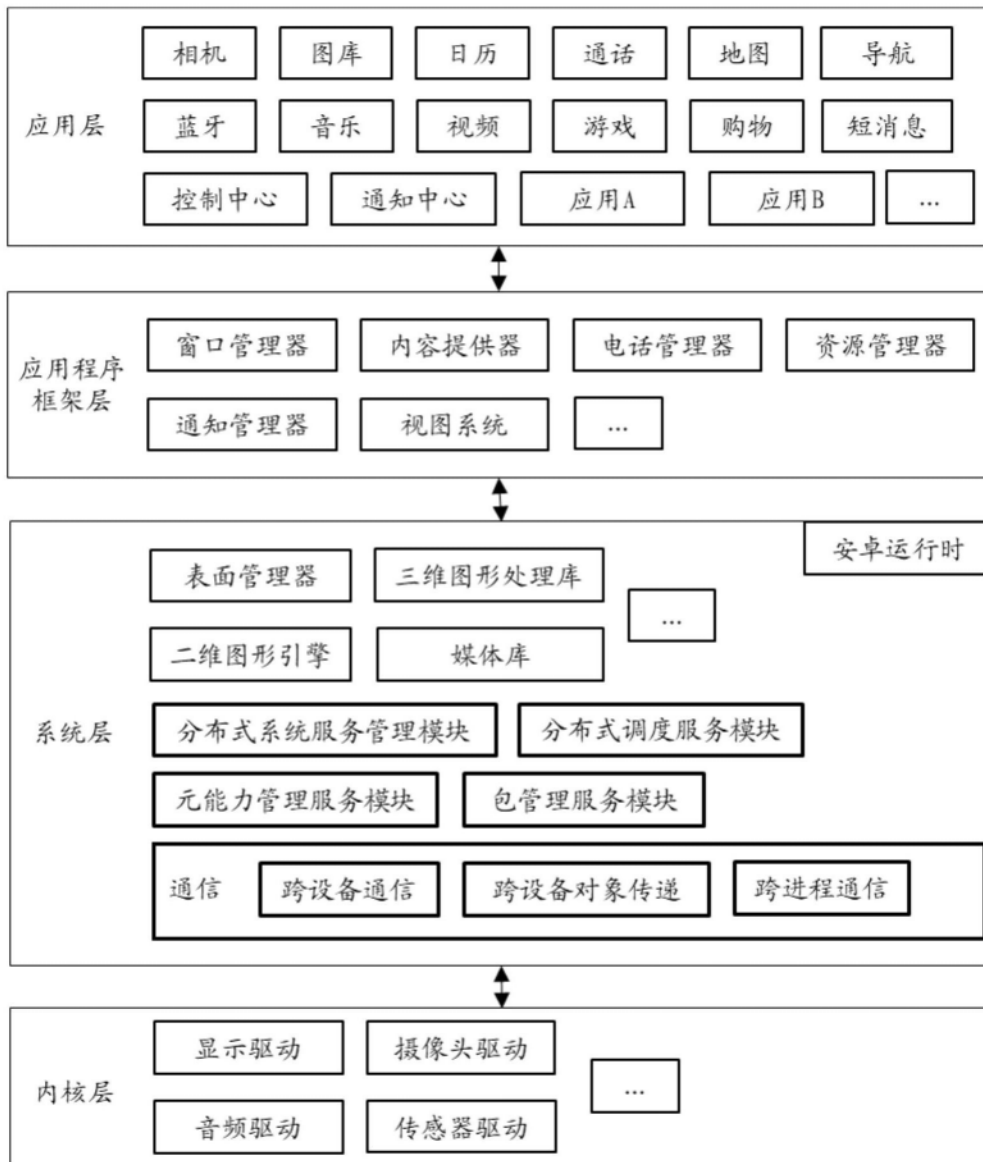 相机 图库 日历 通话 地图 导航
应用层
蓝牙 音乐 视频 游戏 购物 短消息
控制中心 通知中心 应用A 应用B ...
窗口管理器 内容提供器 电话管理器 资源管理器
应用程序
框架层
通知管理器 视图系统 ...
安卓运行时
表面管理器 三维图形处理库
...
二维图形引擎 媒体库
系统层
分布式系统服务管理模块 分布式调度服务模块
元能力管理服务模块 包管理服务模块
通信 跨设备通信 跨设备对象传递 跨进程通信
显示驱动 摄像头驱动
内核层 ...
音频驱动 传感器驱动